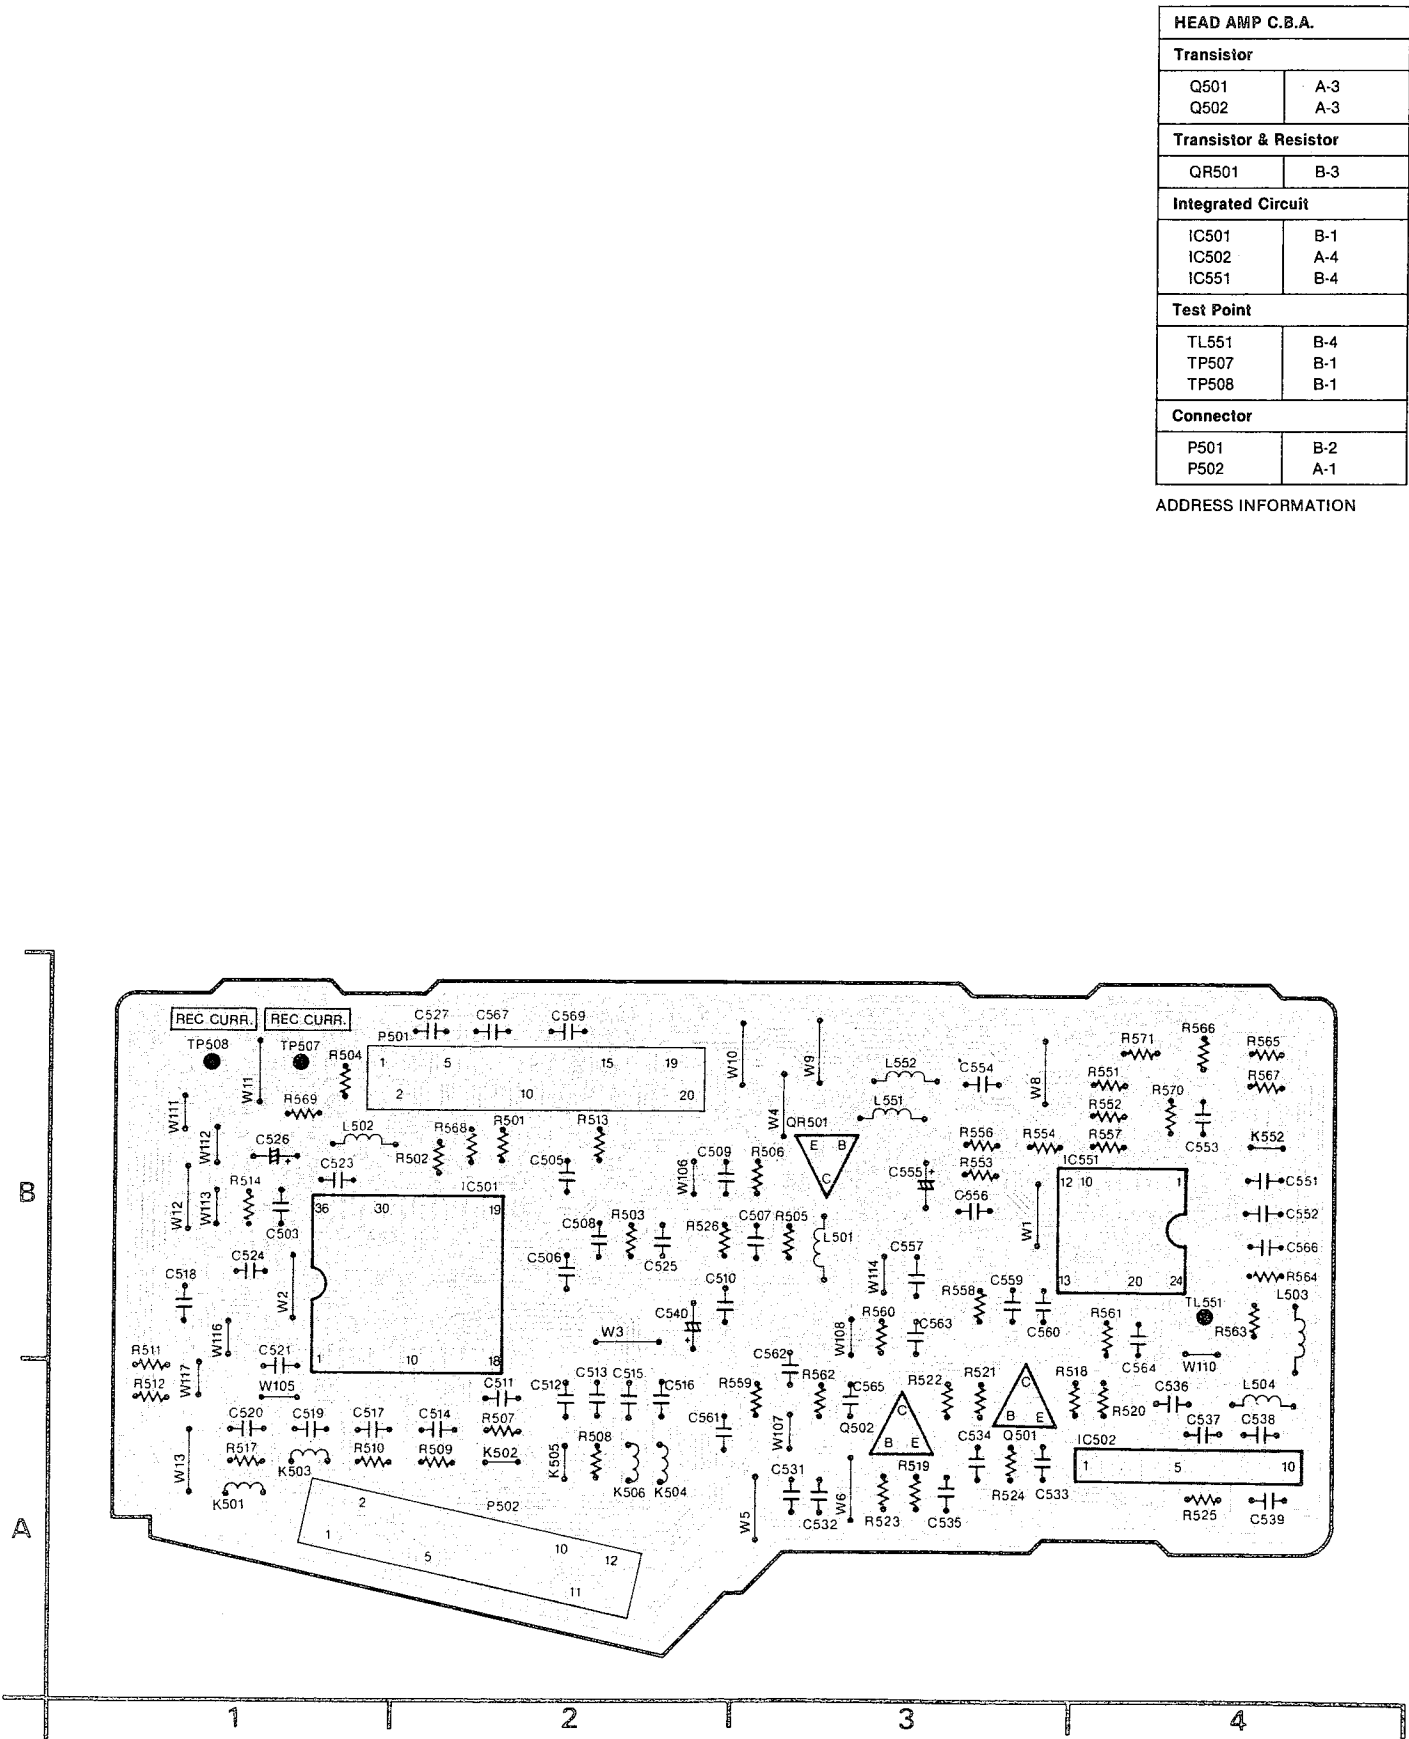 HEAD AMP C.B.A.
Transistor
Q501 A-3
Q502 A-3
Transistor & Resistor
QR501 B-3
Integrated Circuit
IC501 B-1
IC502 A-4
IC551 B-4
Test Point
TL551 B-4
TP507 B-1
TP508 B-1
Connector
P501 B-2
P502 A-1
ADDRESS INFORMATION
REC CURR. REC CURR. C527 C567 C569
TP508 TP507 R504 P501 1 5 15 19 W10 W9 L552 C554 W8 R571 R566 R565
W11 2 10 20 W4 L551 R551 R570 R567
W111 R569 R552 C553
W112 C526 L502 R568 R501 R513 QR501 E B C R556 R554 R557 K552
R502 C505 W106 C509 R506 C555 R553 IC551
B W12 W113 R514 C523 IC501 C556 12 10 1 C551
C503 36 30 19 C508 R503 R526 C507 R505 L501 W1 C552
C524 C506 C525 C557 C566
C518 W2 C510 W114 R558 C559 13 20 24 R564
W116 C540 W3 W108 R560 C563 C560 R561 TL551 R563 L503
R511 C521 1 10 18 C562 C564 W110
R512 W117 W105 C511 C512 C513 C515 C516 R559 R562 C565 R522 R521 C R518 R520 C536 L504
C520 C519 C517 C514 R507 C561 W107 Q502 C B E C534 B E Q501 C537 C538
W13 R517 K503 R510 R509 K502 K505 R508 IC502
K501 K506 K504 C531 W6 R519 R524 C533 1 5 10
2 P502 W5 C532 R523 C535 R525 C539
A 1 5 10 12
11
1 2 3 4